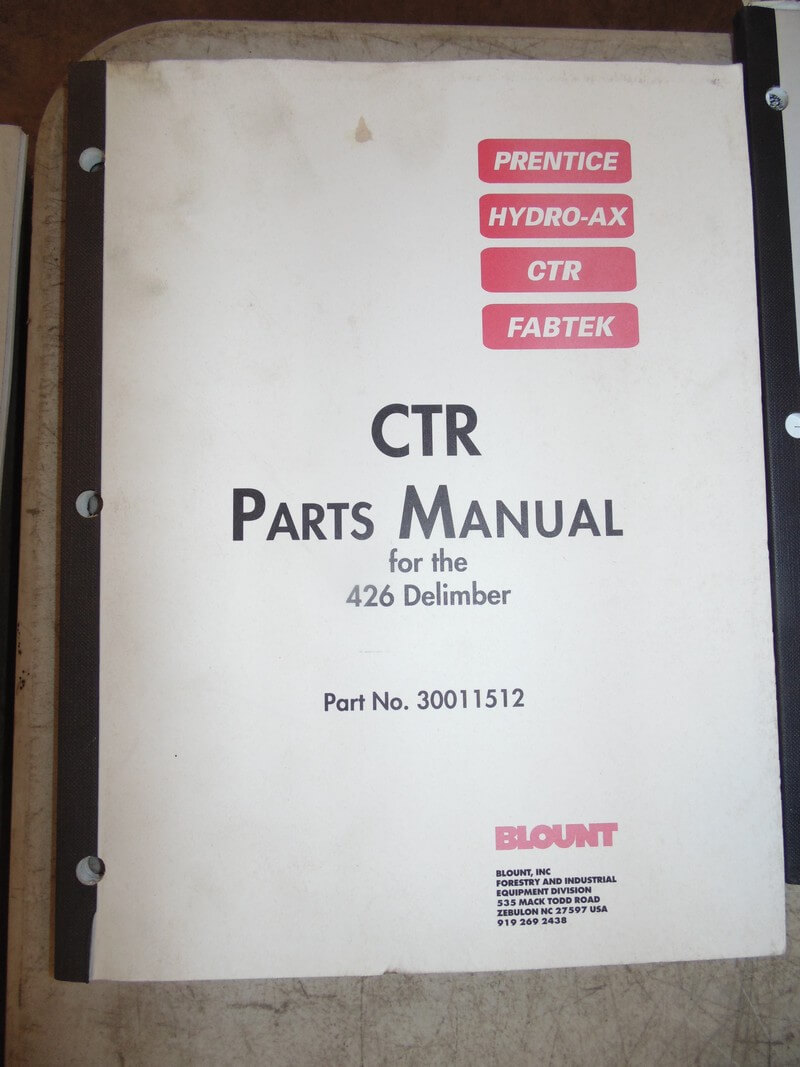 PRENTICE
HYDRO-AX
CTR
FABTEK
CTR
PARTS MANUAL
for the
426 Delimber
Part No. 30011512
BLOUNT
BLOUNT, INC
FORESTRY AND INDUSTRIAL
EQUIPMENT DIVISION
535 MACK TODD ROAD
ZEBULON NC 27597 USA
919 269 2438